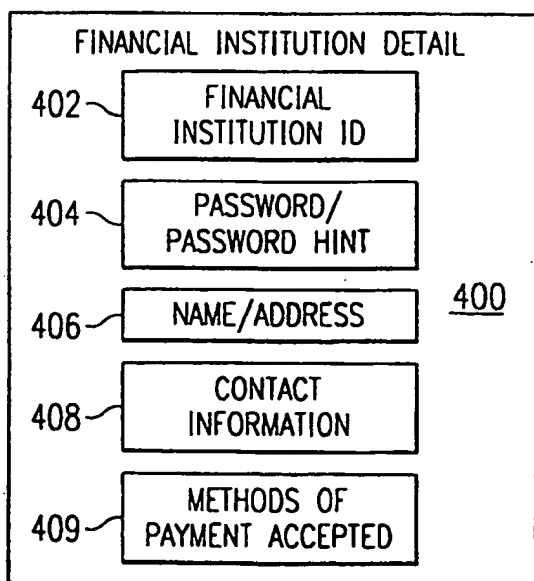 FINANCIAL INSTITUTION DETAIL
402
FINANCIAL
INSTITUTION ID
404
PASSWORD/
PASSWORD HINT
406
NAME/ADDRESS
400
408
CONTACT
INFORMATION
409
METHODS OF
PAYMENT ACCEPTED